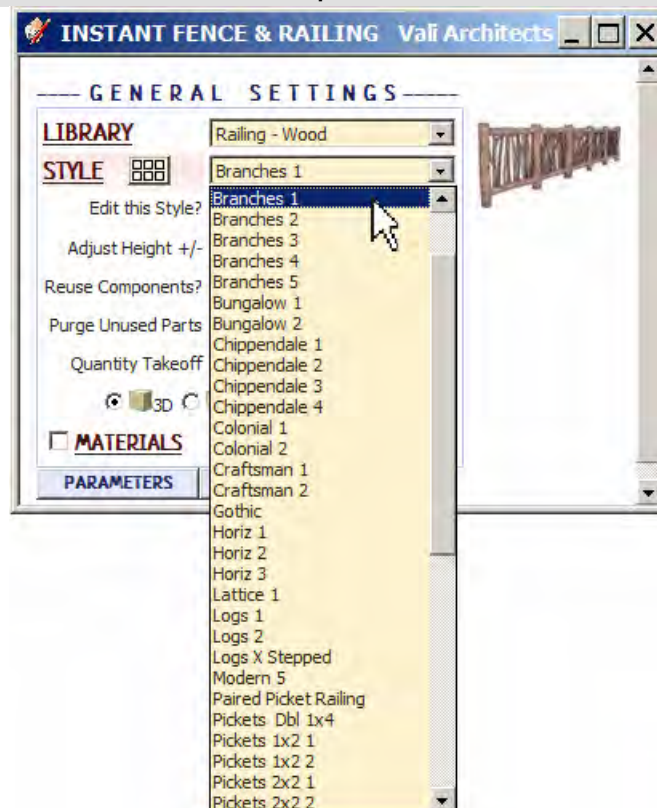 INSTANT FENCE & RAILING Vali Architects
---- GENERAL SETTINGS ----
LIBRARY Railing - Wood
STYLE Branches 1
Edit this Style?
Adjust Height +/-
Reuse Components?
Purge Unused Parts
Quantity Takeoff
3D
MATERIALS
PARAMETERS
Branches 1
Branches 2
Branches 3
Branches 4
Branches 5
Bungalow 1
Bungalow 2
Chippendale 1
Chippendale 2
Chippendale 3
Chippendale 4
Colonial 1
Colonial 2
Craftsman 1
Craftsman 2
Gothic
Horiz 1
Horiz 2
Horiz 3
Lattice 1
Logs 1
Logs 2
Logs X Stepped
Modern 5
Paired Picket Railing
Pickets Dbl 1x4
Pickets 1x2 1
Pickets 1x2 2
Pickets 2x2 1
Pickets 2x2 2